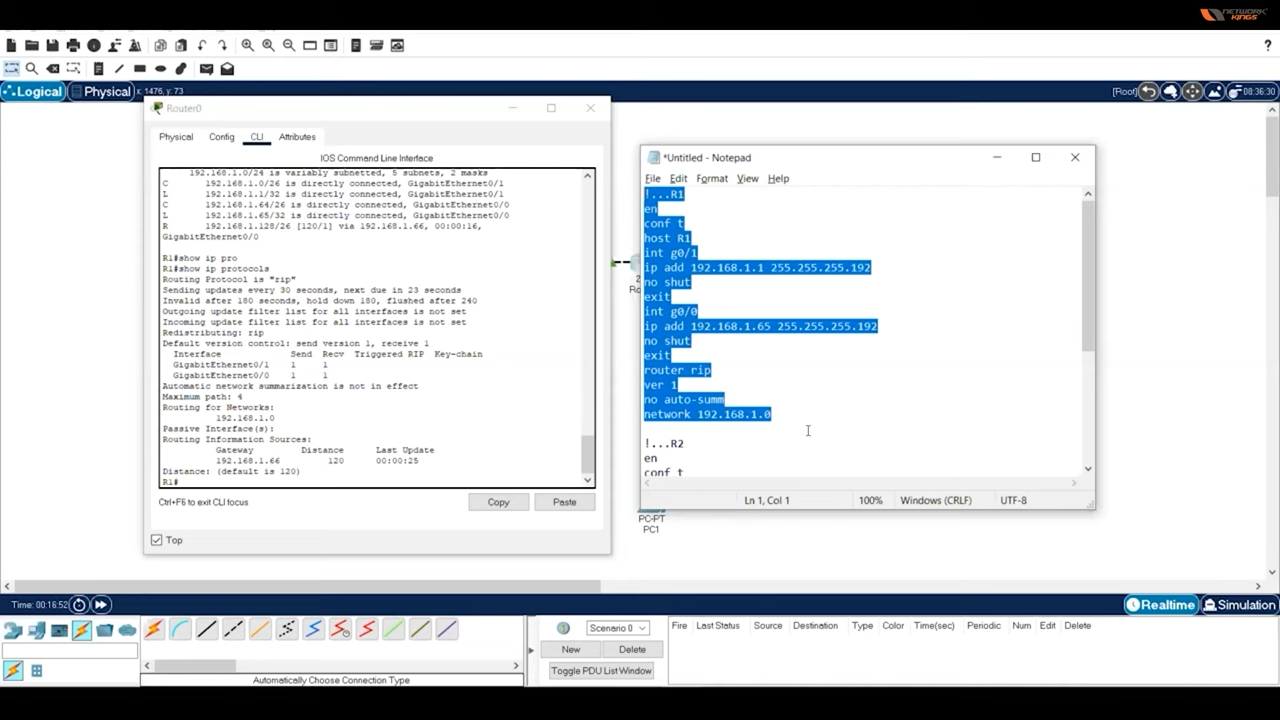 NETWORK
KINGS
?
Logical
Physical
x: 1476, y: 73
[Root]
08:36:30
Router0
Physical
Config
CLI
Attributes
IOS Command Line Interface
192.168.1.0/24 is variably subnetted, 5 subnets, 2 masks
C 192.168.1.0/26 is directly connected, GigabitEthernet0/1
L 192.168.1.1/32 is directly connected, GigabitEthernet0/1
C 192.168.1.64/26 is directly connected, GigabitEthernet0/0
L 192.168.1.65/32 is directly connected, GigabitEthernet0/0
R 192.168.1.128/26 [120/1] via 192.168.1.66, 00:00:16,
GigabitEthernet0/0
R1#show ip pro
R1#show ip protocols
Routing Protocol is "rip"
Sending updates every 30 seconds, next due in 23 seconds
Invalid after 180 seconds, hold down 180, flushed after 240
Outgoing update filter list for all interfaces is not set
Incoming update filter list for all interfaces is not set
Redistributing: rip
Default version control: send version 1, receive 1
Interface Send Recv Triggered RIP Key-chain
GigabitEthernet0/1 1 1
GigabitEthernet0/0 1 1
Automatic network summarization is not in effect
Maximum path: 4
Routing for Networks:
192.168.1.0
Passive Interface(s):
Routing Information Sources:
Gateway Distance Last Update
192.168.1.66 120 00:00:25
Distance: (default is 120)
R1#
Ctrl+F6 to exit CLI focus
Copy
Paste
Top
*Untitled - Notepad
File
Edit
Format
View
Help
!...R1
en
conf t
host R1
int g0/1
ip add 192.168.1.1 255.255.255.192
no shut
exit
int g0/0
ip add 192.168.1.65 255.255.255.192
no shut
exit
router rip
ver 1
no auto-summ
network 192.168.1.0
!...R2
en
conf t
Ln 1, Col 1
100%
Windows (CRLF)
UTF-8
PC-PT
PC1
Time: 00:16:52
Realtime
Simulation
Scenario 0
New
Delete
Toggle PDU List Window
Fire
Last Status
Source
Destination
Type
Color
Time(sec)
Periodic
Num
Edit
Delete
Automatically Choose Connection Type